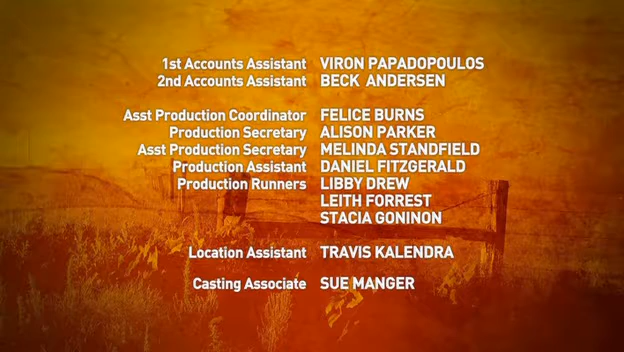 1st Accounts Assistant VIRON PAPADOPOULOS
2nd Accounts Assistant BECK ANDERSEN
Asst Production Coordinator FELICE BURNS
Production Secretary ALISON PARKER
Asst Production Secretary MELINDA STANDFIELD
Production Assistant DANIEL FITZGERALD
Production Runners LIBBY DREW
LEITH FORREST
STACIA GONINON
Location Assistant TRAVIS KALENDRA
Casting Associate SUE MANGER